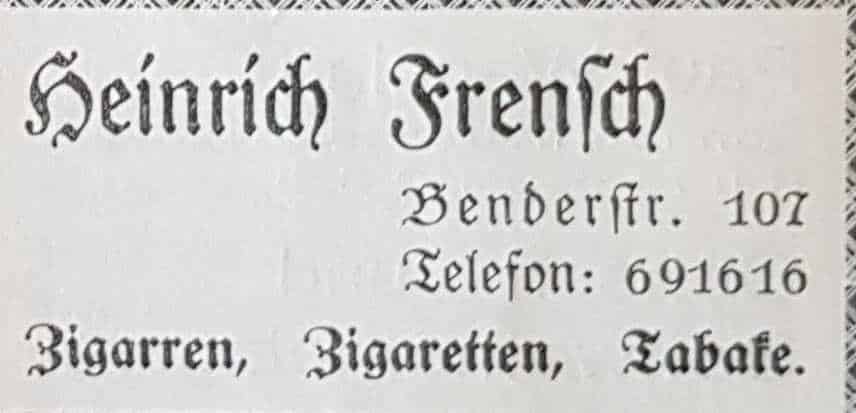 Heinrich Frenſch
Benderſtr. 107
Telefon: 691616
Zigarren, Zigaretten, Tabake.